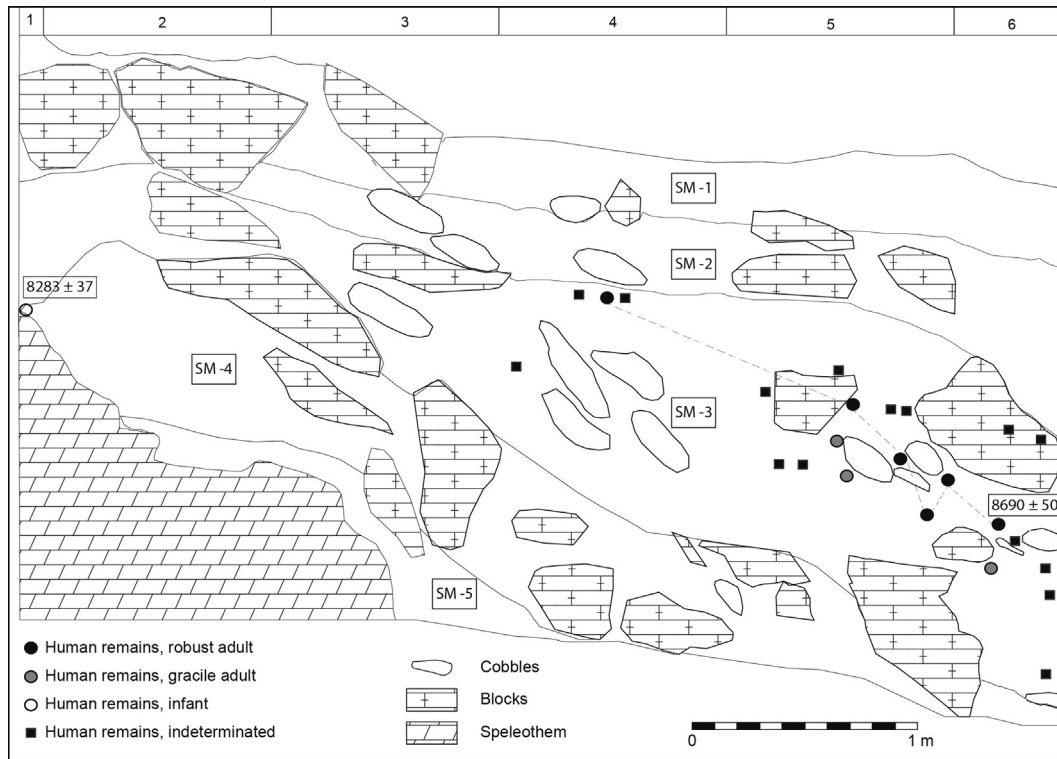 1 2 3 4 5 6
SM -1
SM -2
8283 ± 37
SM -4
SM -3
8690 ± 50
SM -5
Human remains, robust adult
Human remains, gracile adult
Human remains, infant
Human remains, indeterminated
Cobbles
Blocks
Speleothem
0 1 m